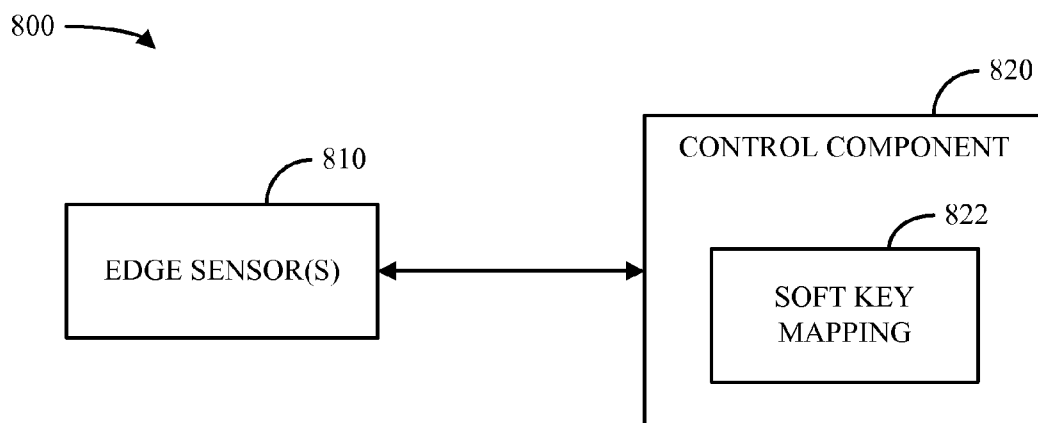 800
820
CONTROL COMPONENT
810
822
EDGE SENSOR(S)
SOFT KEY
MAPPING